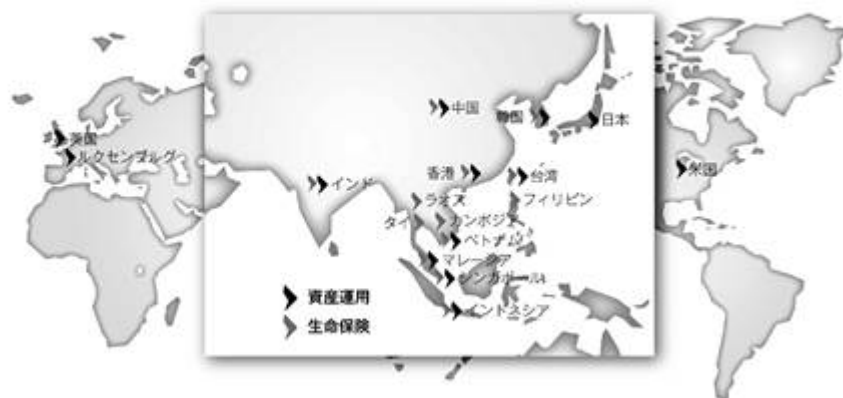 中国
韓国
日本
英国
ルクセンブルグ
香港
台湾
米国
インド
ラオス
フィリピン
タイ
カンボジア
ベトナム
マレーシア
シンガポール
資産運用
インドネシア
生命保険